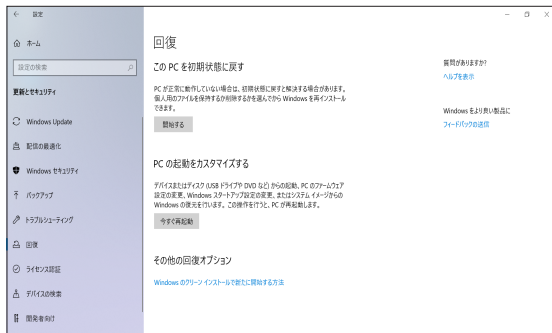 設定
ホーム
設定の検索
更新とセキュリティ
Windows Update
配信の最適化
Windows セキュリティ
バックアップ
トラブルシューティング
回復
ライセンス認証
デバイスの検索
開発者向け
回復
この PC を初期状態に戻す
PC が正常に動作していない場合は、初期状態に戻すと解決する場合があります。
個人用のファイルを保持するか削除するかを選んでから Windows を再インストール
できます。
開始する
PC の起動をカスタマイズする
デバイスまたはディスク (USB ドライブや DVD など) からの起動、PC のファームウェア
設定の変更、Windows スタートアップ設定の変更、またはシステム イメージからの
Windows の復元を行います。この操作を行うと、PC が再起動します。
今すぐ再起動
その他の回復オプション
Windows のクリーン インストールで新たに開始する方法
質問がありますか?
ヘルプを表示
Windows をより良い製品に
フィードバックの送信